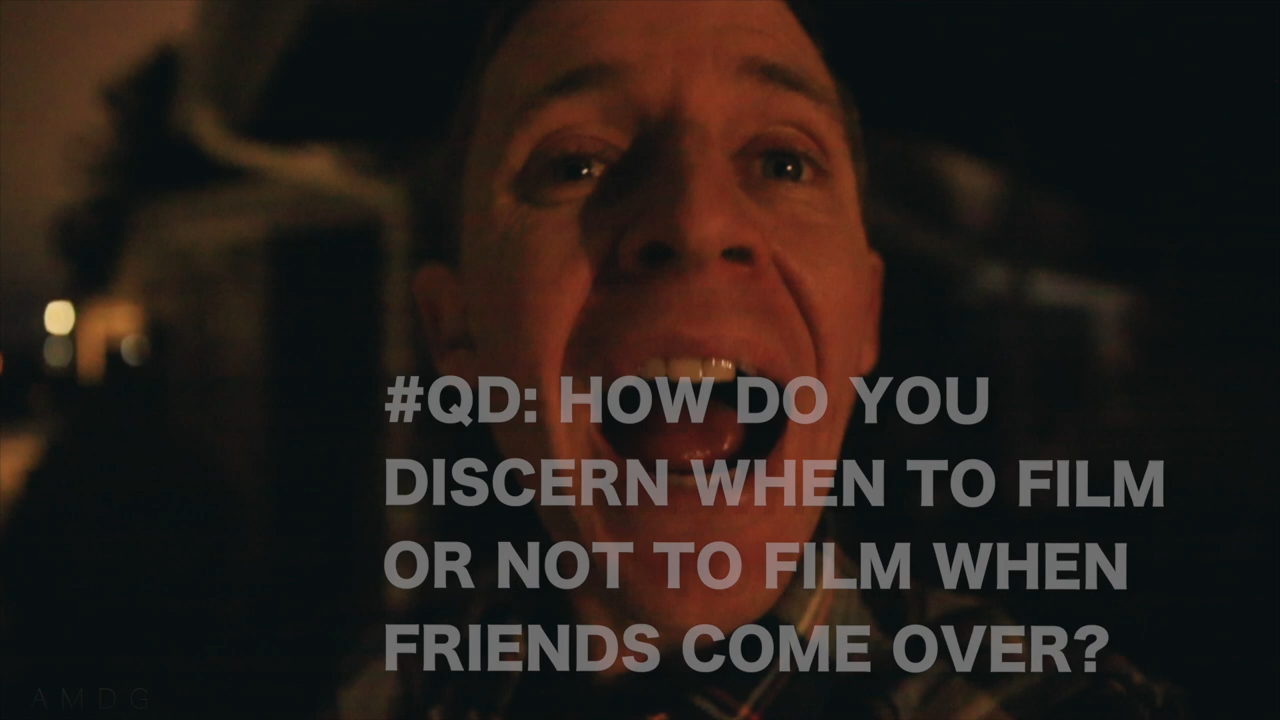 #QD: HOW DO YOU
DISCERN WHEN TO FILM
OR NOT TO FILM WHEN
FRIENDS COME OVER?
AMDG